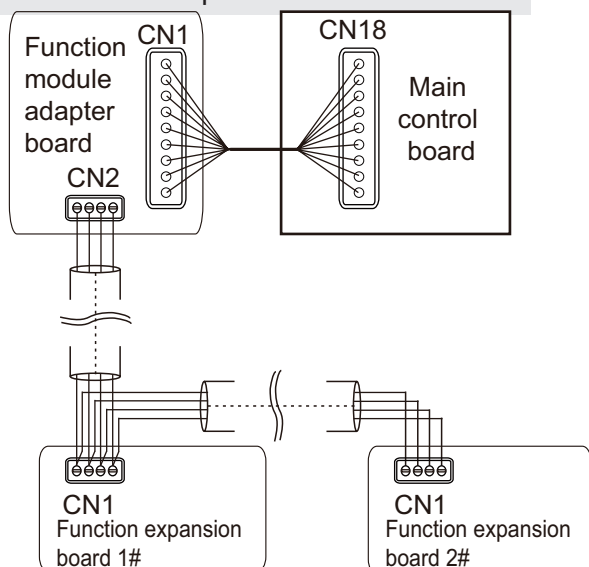 Function
module
adapter
board
CN1
CN18
Main
control
board
CN2
CN1
Function expansion
board 1#
CN1
Function expansion
board 2#